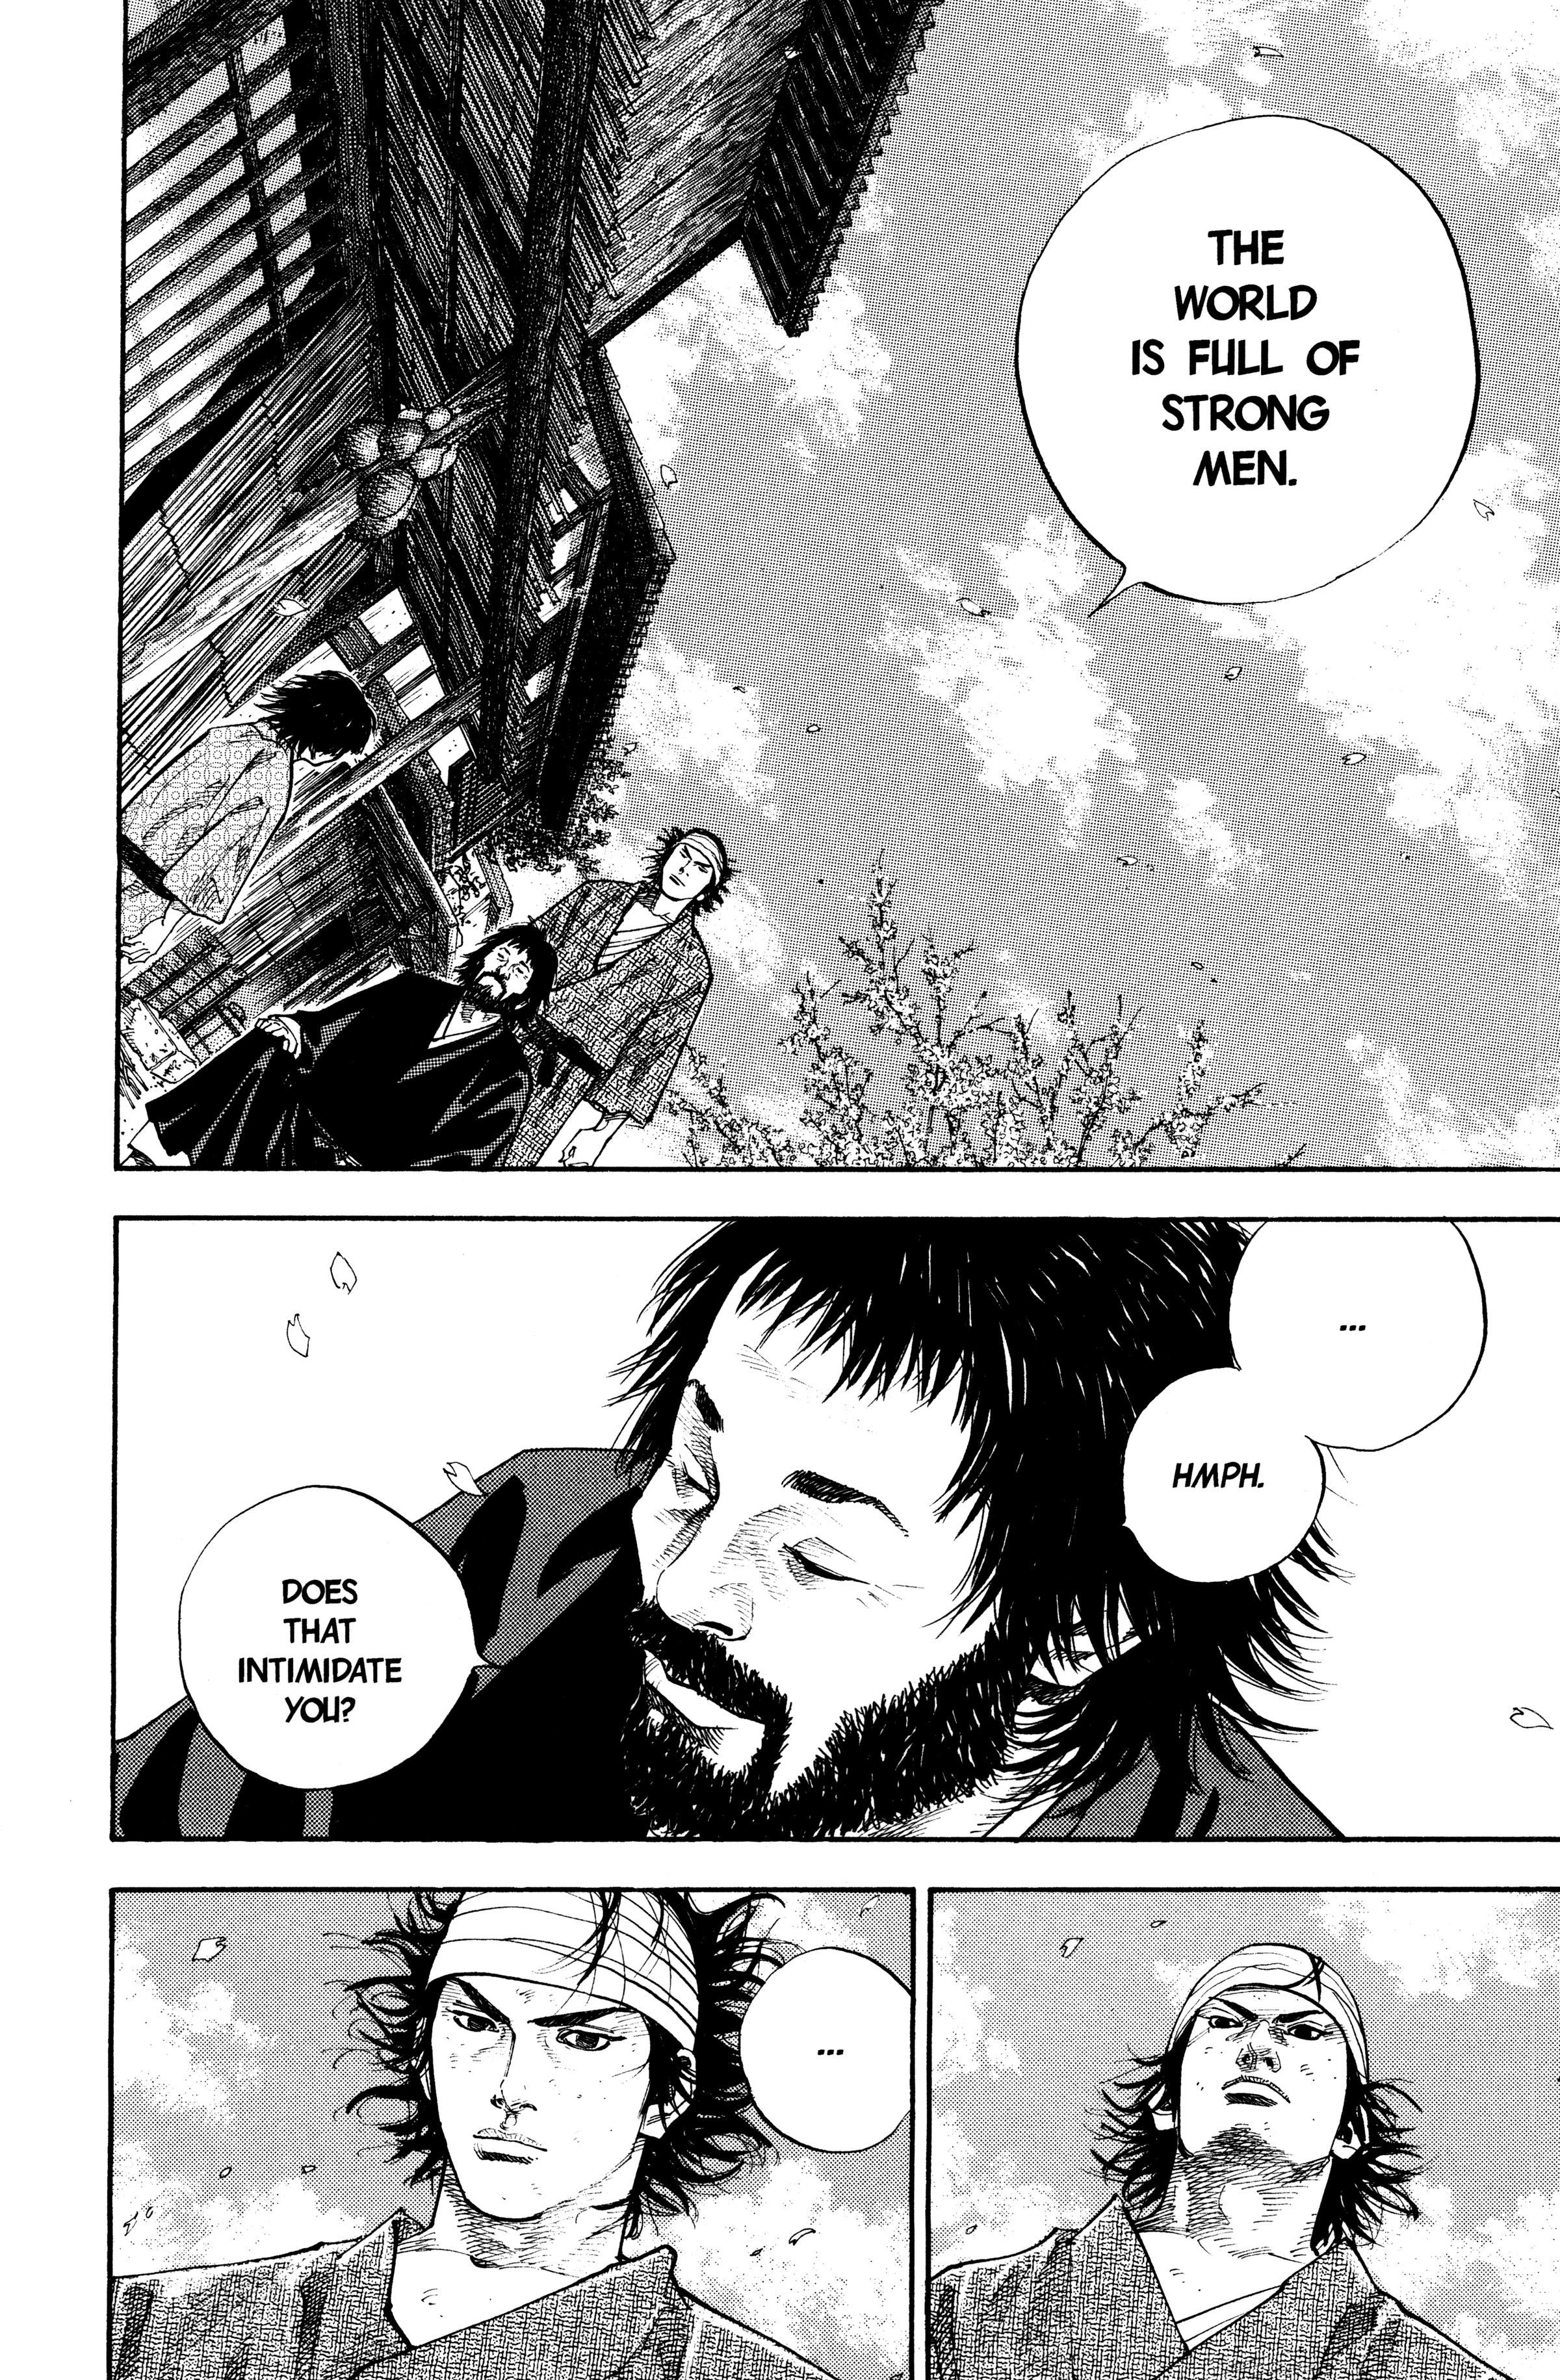 THE
WORLD
IS FULL OF
STRONG
MEN.
...
HMPH.
DOES
THAT
INTIMIDATE
YOU?
...